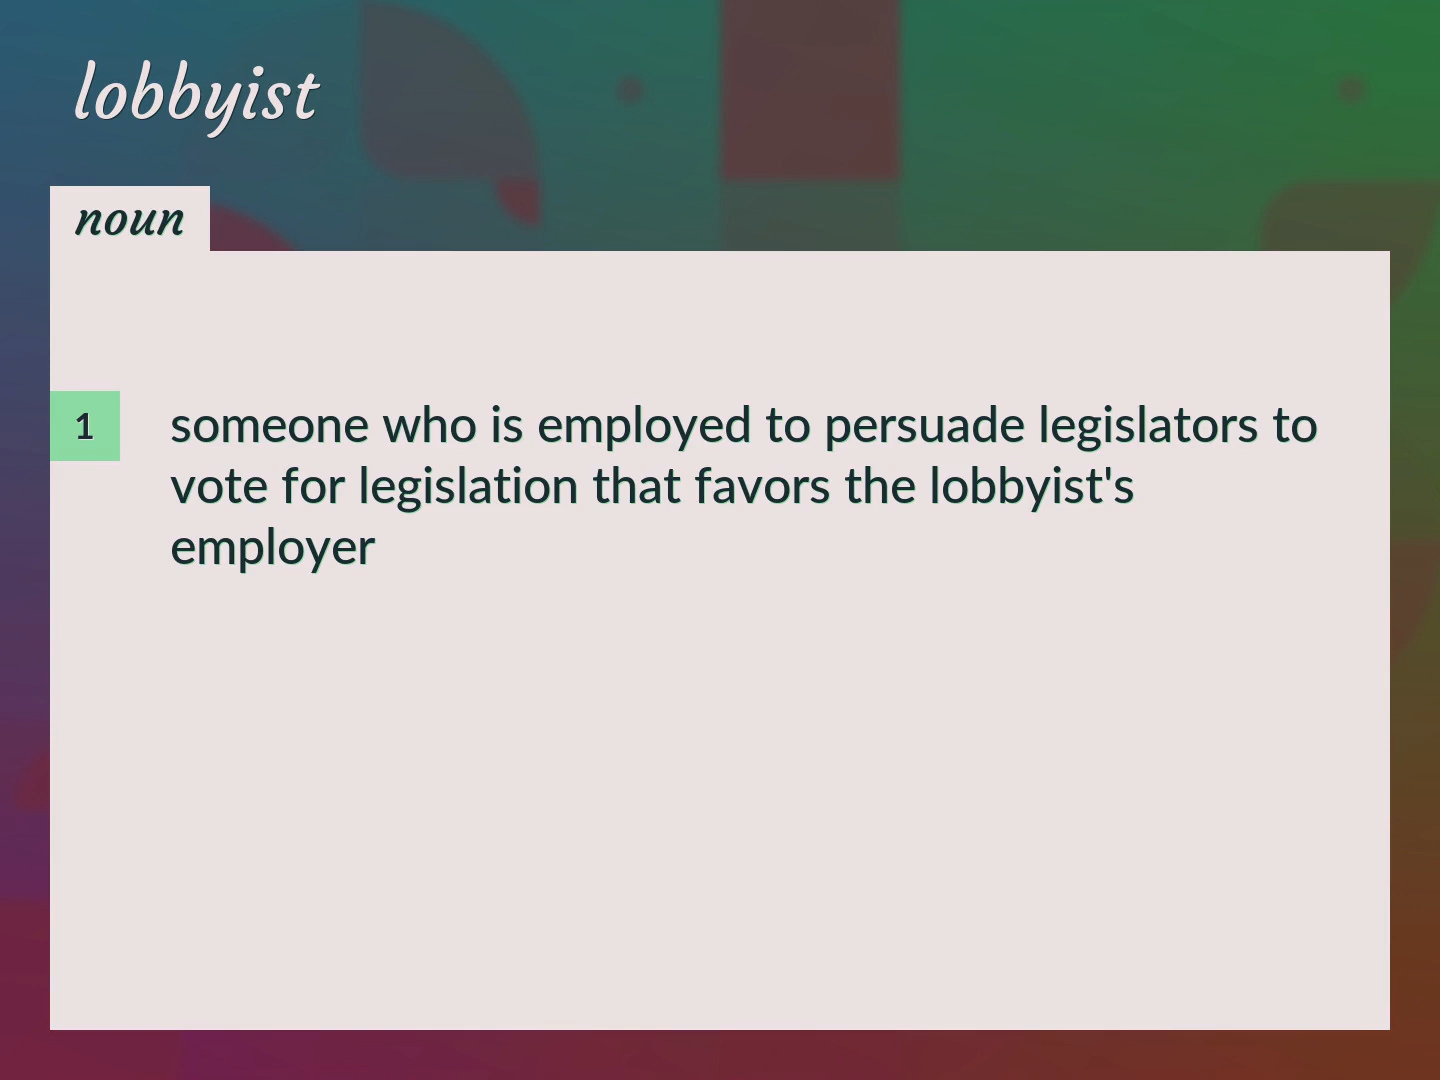 lobbyist
noun
1
someone who is employed to persuade legislators to
vote for legislation that favors the lobbyist's
employer